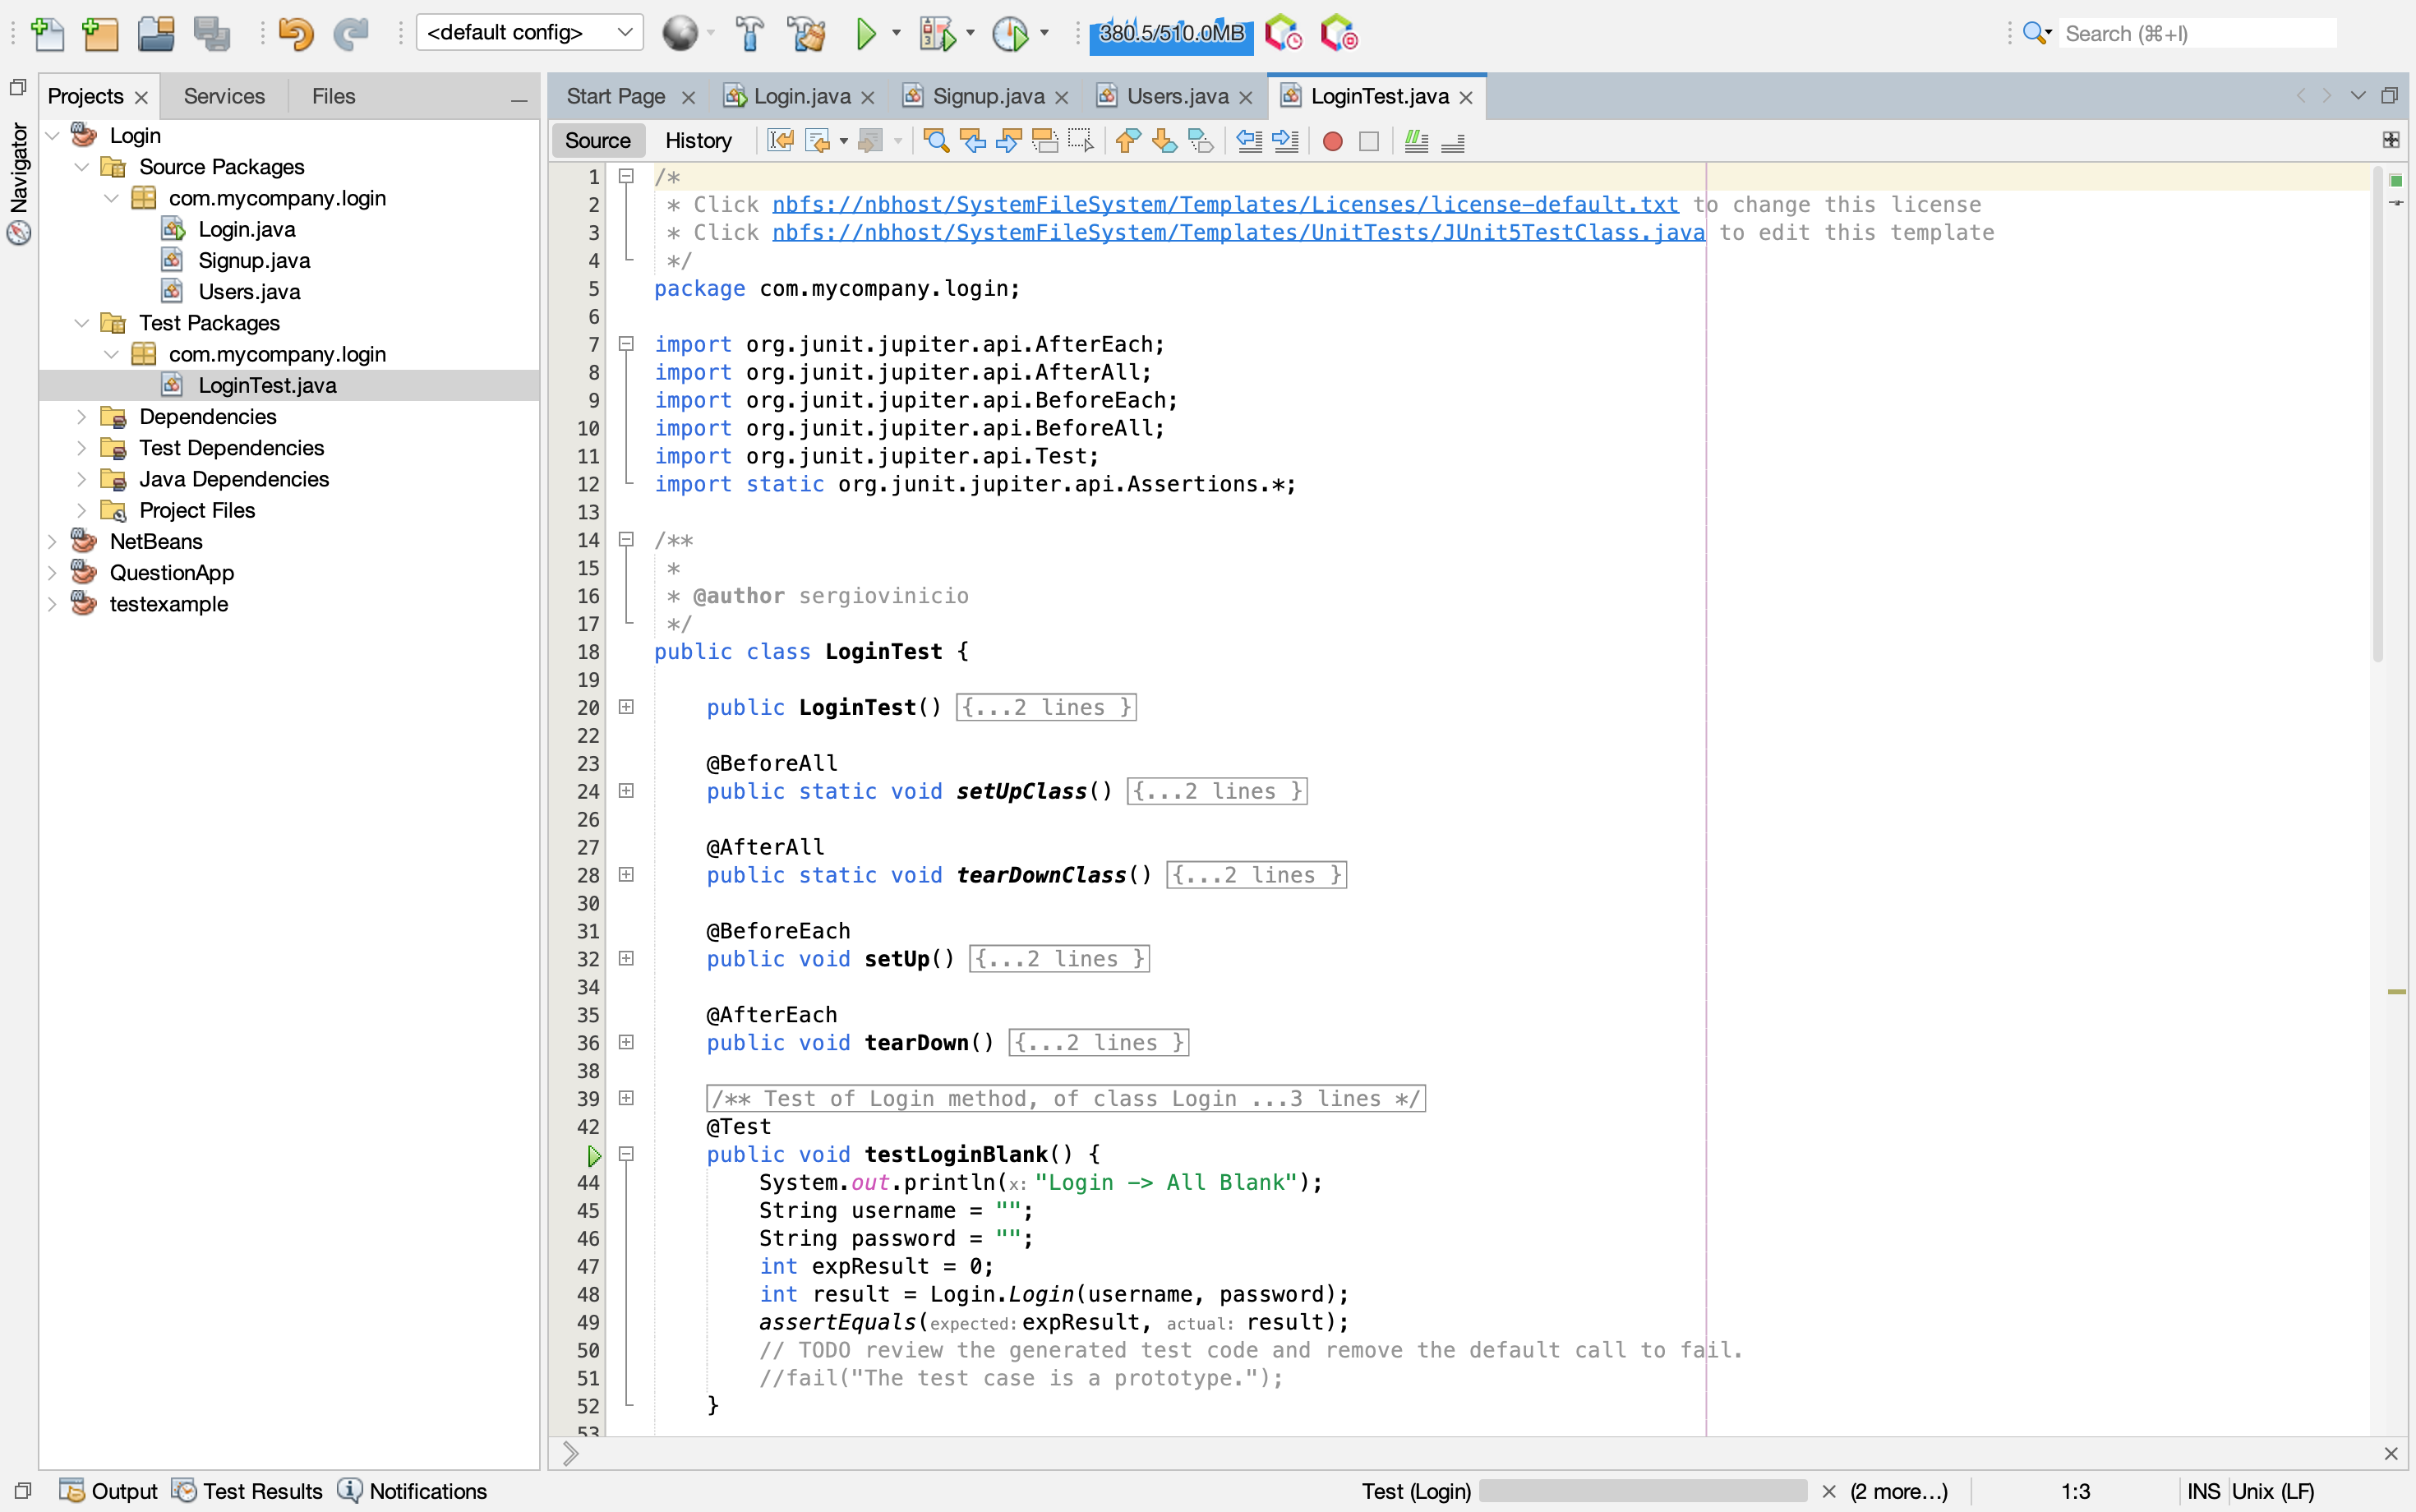 <default config>
380.5/510.0MB
Search (⌘+I)
Navigator
Projects
Services
Files
Login
Source Packages
com.mycompany.login
Login.java
Signup.java
Users.java
Test Packages
com.mycompany.login
LoginTest.java
Dependencies
Test Dependencies
Java Dependencies
Project Files
NetBeans
QuestionApp
testexample
Start Page
Login.java
Signup.java
Users.java
LoginTest.java
Source
History
1 /*
2 * Click nbfs://nbhost/SystemFileSystem/Templates/Licenses/license-default.txt to change this license
3 * Click nbfs://nbhost/SystemFileSystem/Templates/UnitTests/JUnit5TestClass.java to edit this template
4 */
5 package com.mycompany.login;
6
7 import org.junit.jupiter.api.AfterEach;
8 import org.junit.jupiter.api.AfterAll;
9 import org.junit.jupiter.api.BeforeEach;
10 import org.junit.jupiter.api.BeforeAll;
11 import org.junit.jupiter.api.Test;
12 import static org.junit.jupiter.api.Assertions.*;
13
14 /**
15 *
16 * @author sergiovinicio
17 */
18 public class LoginTest {
19
20 public LoginTest() {...2 lines }
22
23 @BeforeAll
24 public static void setUpClass() {...2 lines }
26
27 @AfterAll
28 public static void tearDownClass() {...2 lines }
30
31 @BeforeEach
32 public void setUp() {...2 lines }
34
35 @AfterEach
36 public void tearDown() {...2 lines }
38
39 /** Test of Login method, of class Login ...3 lines */
42 @Test
public void testLoginBlank() {
44 System.out.println(x: "Login -> All Blank");
45 String username = "";
46 String password = "";
47 int expResult = 0;
48 int result = Login.Login(username, password);
49 assertEquals(expected: expResult, actual: result);
50 // TODO review the generated test code and remove the default call to fail.
51 //fail("The test case is a prototype.");
52 }
53
Output
Test Results
Notifications
Test (Login)
(2 more...)
1:3
INS
Unix (LF)